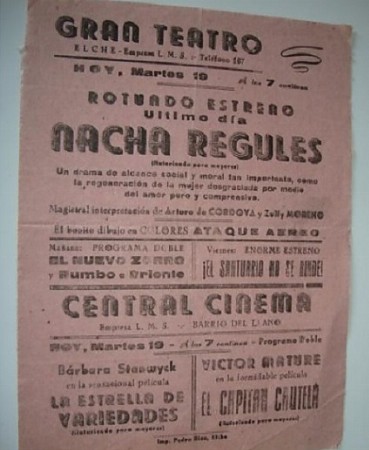 GRAN TEATRO
ELCHE - Empresa L. M. S. - Teléfono 107
HOY, Martes 19 A las 7 continua
ROTUNDO ESTRENO
Ultimo día
NACHA REGULES
(Autorizada para mayores)
Un drama de alcance social y moral tan importante, como
la regeneración de la mujer desgraciada por medio
del amor puro y comprensivo.
Magistral interpretación de Arturo de CORDOVA y Zully MORENO
El bonito dibujo en COLORES ATAQUE AEREO
Mañana: PROGRAMA DOBLE
EL NUEVO ZORRO
y Rumbo a Oriente
Viernes: ENORME ESTRENO
¡EL SANTUARIO NO SE RINDE!
CENTRAL CINEMA
Empresa L. M. S. - BARRIO DEL LLANO
HOY, Martes 19 - A las 7 continua - Programa Doble
Bárbara Stanwyck
en la sensacional película
LA ESTRELLA DE
VARIEDADES
(Autorizada para mayores)
VICTOR MATURE
en la formidable película
EL CAPITAN CAUTELA
(Autorizada para mayores)
Imp. Pedro Díaz, Elche